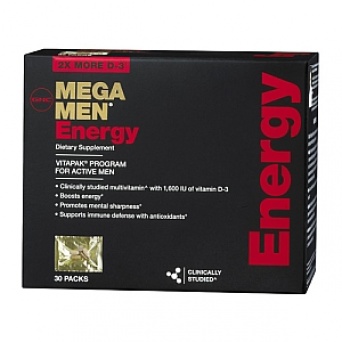 2X MORE D-3
GNC
MEGA
MEN®
Energy
Dietary Supplement
VITAPAK® PROGRAM
FOR ACTIVE MEN
• Clinically studied multivitamin* with 1,600 IU of vitamin D-3
• Boosts energy*
• Promotes mental sharpness*
• Supports immune defense with antioxidants*
30 PACKS
CLINICALLY
STUDIED*
Energy